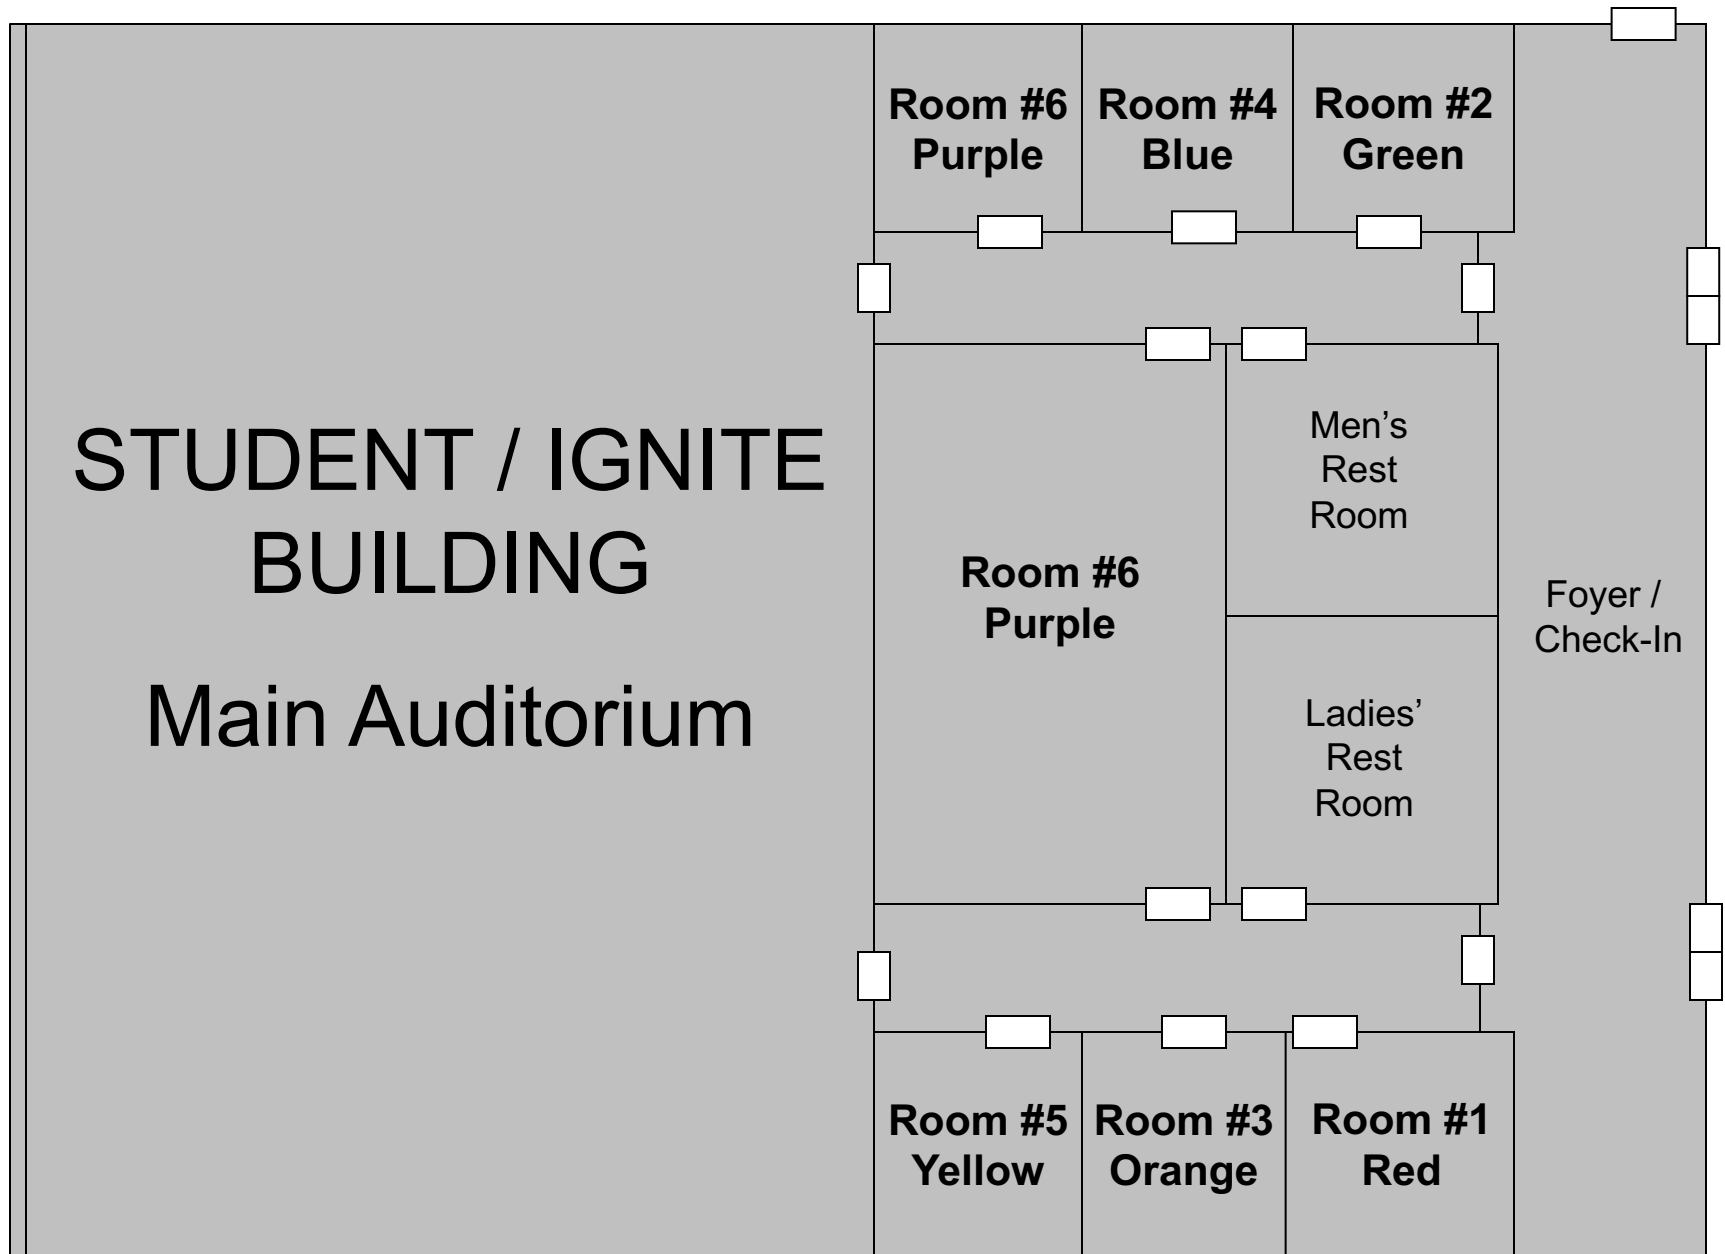 Room #6
Purple
Room #4
Blue
Room #2
Green
STUDENT / IGNITE
BUILDING
Main Auditorium
Room #6
Purple
Men’s
Rest
Room
Ladies’
Rest
Room
Foyer /
Check-In
Room #5
Yellow
Room #3
Orange
Room #1
Red